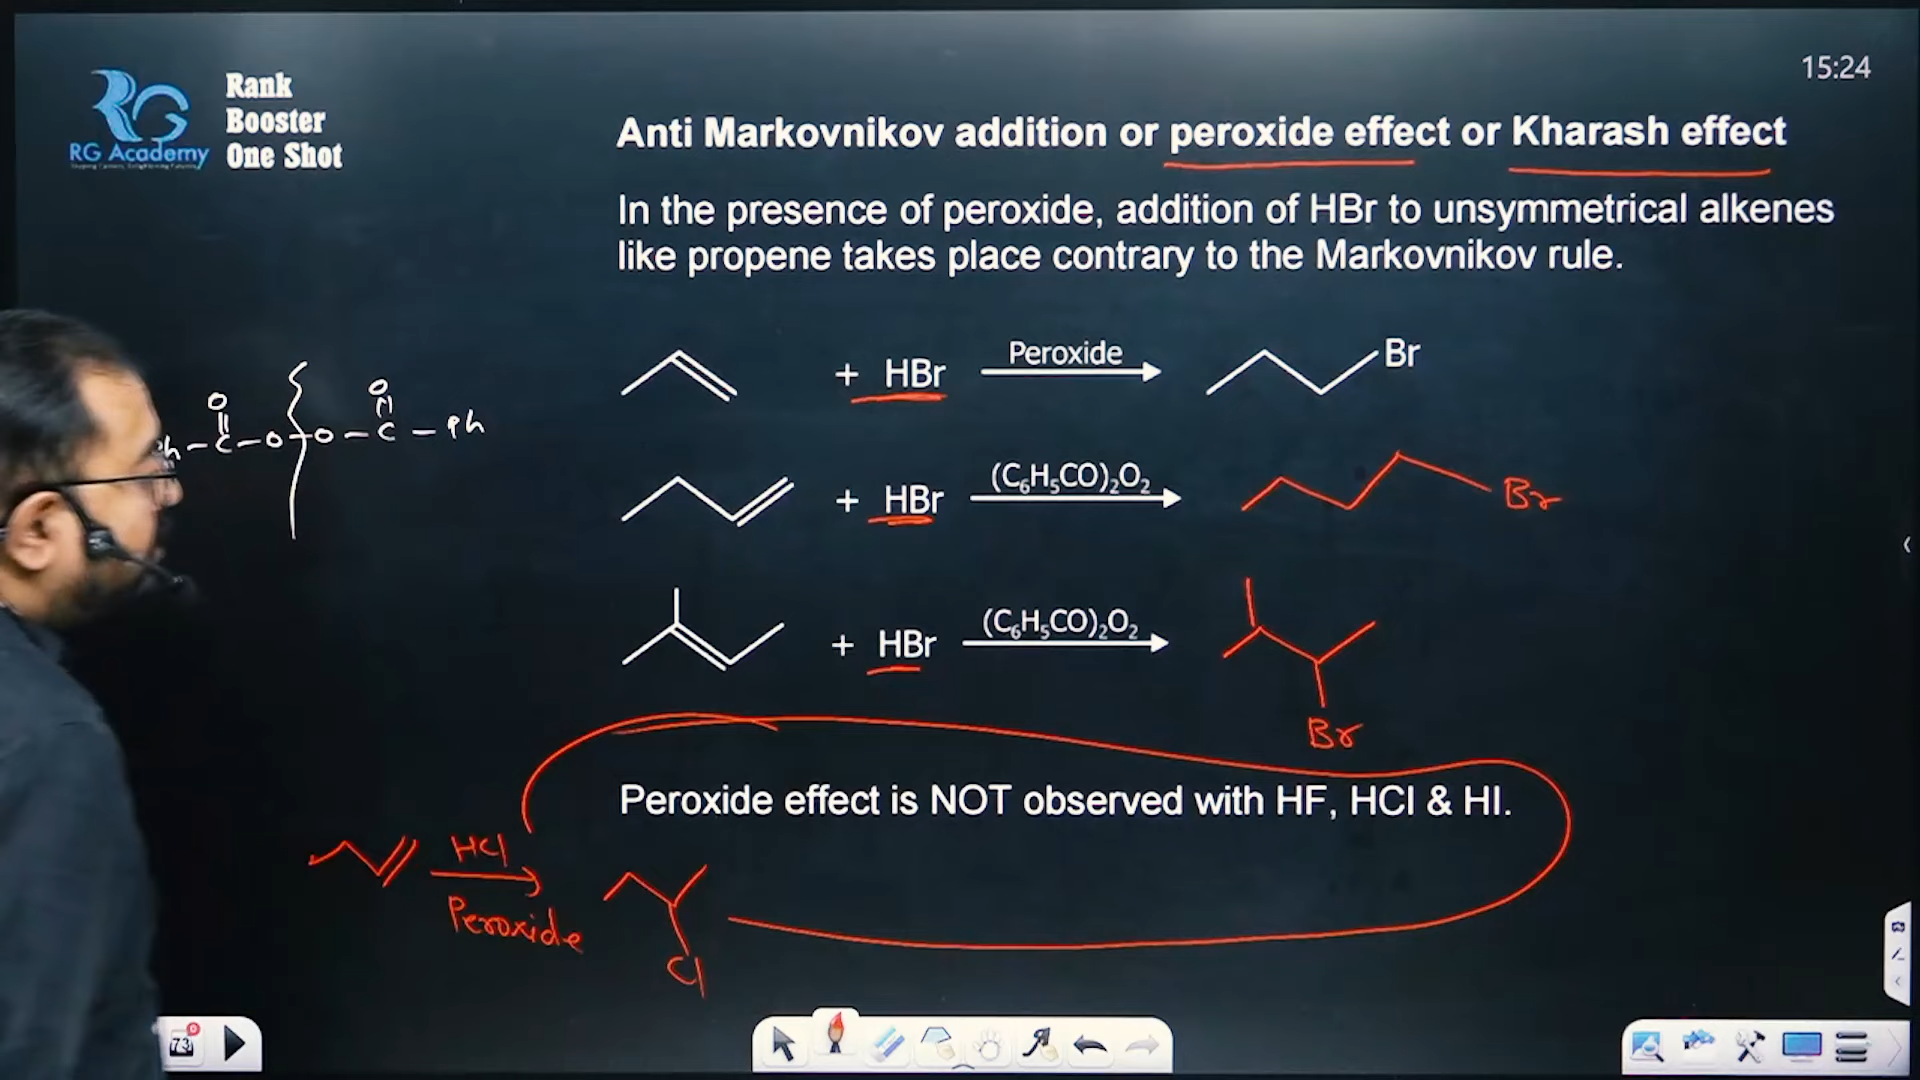 15:24
RG Academy
Rank
Booster
One Shot
Anti Markovnikov addition or peroxide effect or Kharash effect
In the presence of peroxide, addition of HBr to unsymmetrical alkenes
like propene takes place contrary to the Markovnikov rule.
+ HBr Peroxide Br
O O
h - C - O - O - C - Ph
+ HBr (C₆H₅CO)₂O₂ Br
+ HBr (C₆H₅CO)₂O₂ Br
Peroxide effect is NOT observed with HF, HCl & HI.
HCl
Peroxide
Cl
73